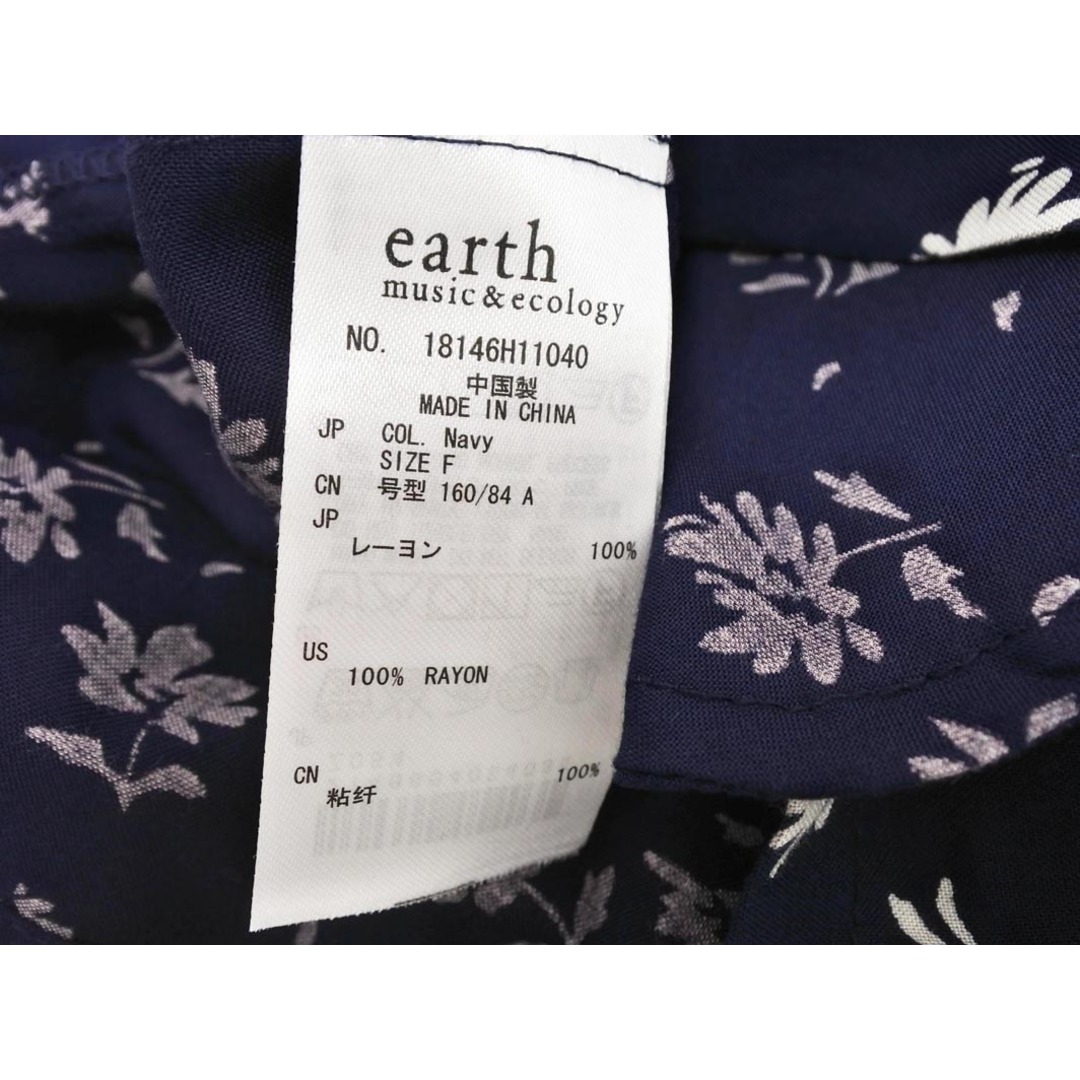 earth
music&ecology
NO. 18146H11040
中国製
MADE IN CHINA
JP COL. Navy
SIZE F
CN 号型 160/84 A
JP
レーヨン 100%
US
100% RAYON
CN 100%
粘纤